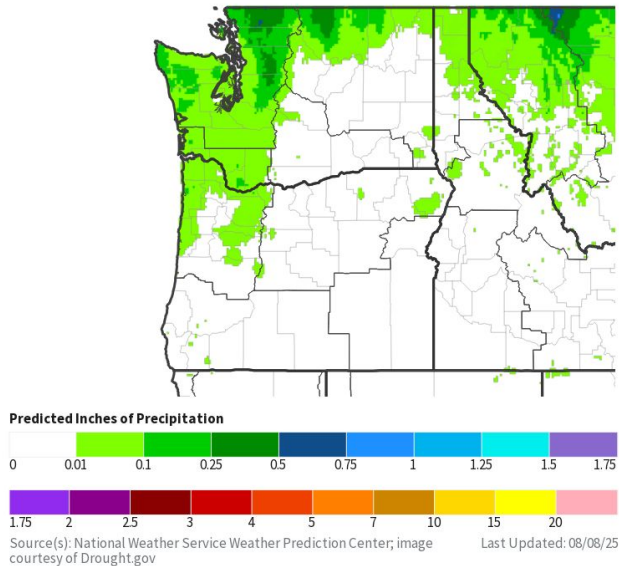 Predicted Inches of Precipitation
0 0.01 0.1 0.25 0.5 0.75 1 1.25 1.5 1.75
1.75 2 2.5 3 4 5 7 10 15 20
Source(s): National Weather Service Weather Prediction Center; image Last Updated: 08/08/25
courtesy of Drought.gov